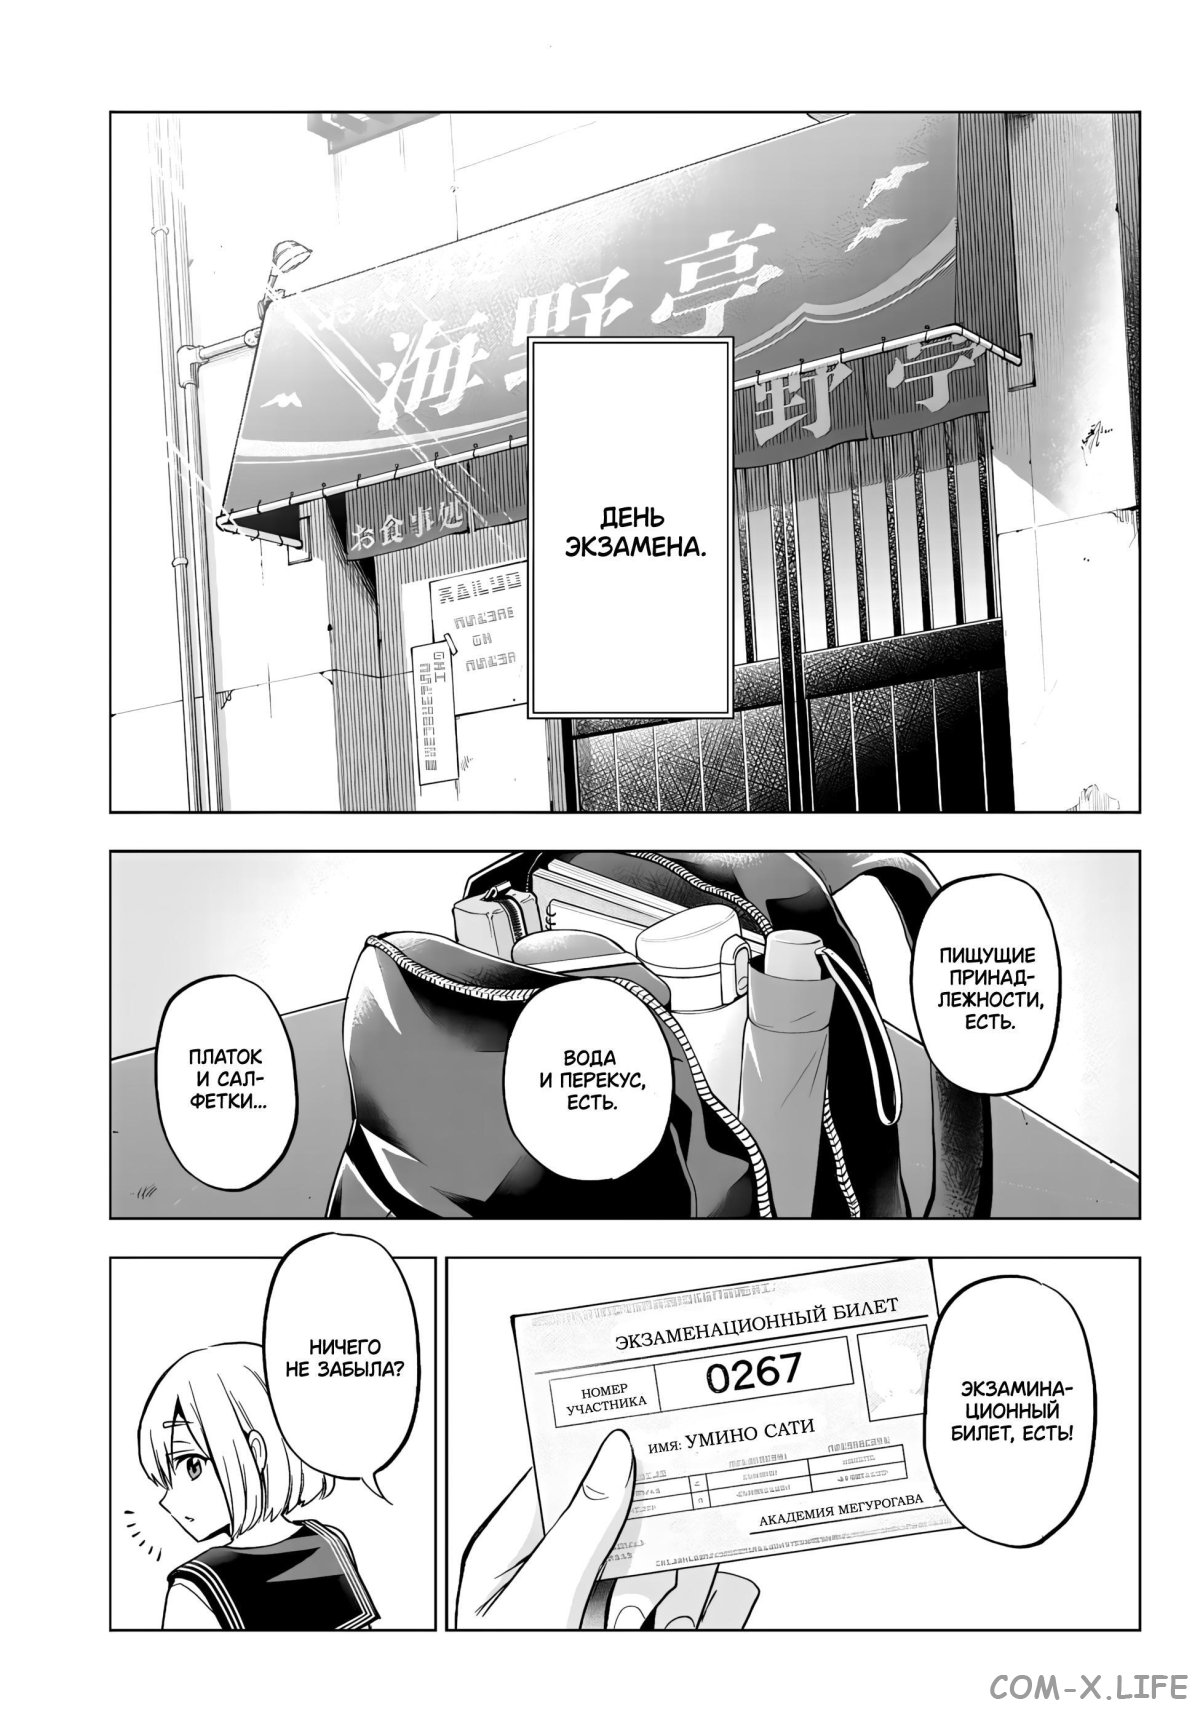 海野亭
野亭
お食事処
ДЕНЬ
ЭКЗАМЕНА.
ПИШУЩИЕ
ПРИНАД-
ЛЕЖНОСТИ,
ЕСТЬ.
ВОДА
И ПЕРЕКУС,
ЕСТЬ.
ПЛАТОК
И САЛ-
ФЕТКИ...
ЭКЗАМИНА-
ЦИОННЫЙ
БИЛЕТ, ЕСТЬ!
ЭКЗАМЕНАЦИОННЫЙ БИЛЕТ
НОМЕР
УЧАСТНИКА
0267
ИМЯ: УМИНО САТИ
АКАДЕМИЯ МЕГУРОГАВА
НИЧЕГО
НЕ ЗАБЫЛА?
COM-X.LIFE